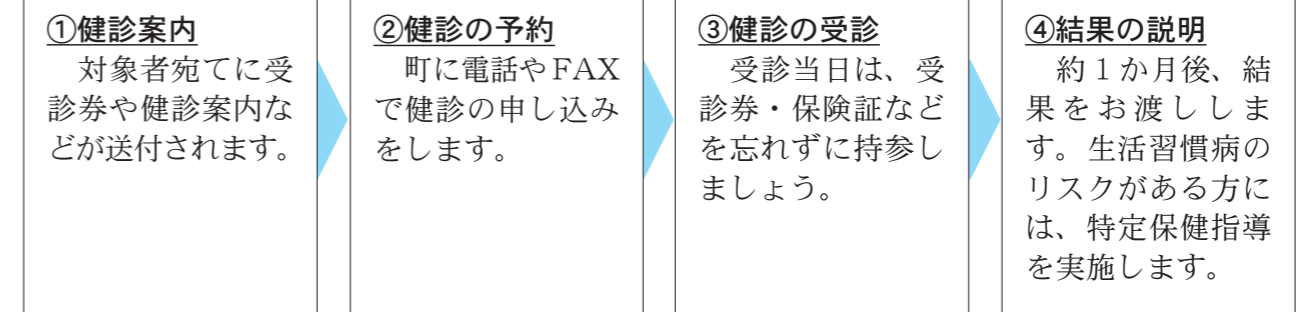 ①健診案内
対象者宛てに受
診券や健診案内な
どが送付されます。
②健診の予約
町に電話やFAX
で健診の申し込み
をします。
③健診の受診
受診当日は、受
診券・保険証など
を忘れずに持参し
ましょう。
④結果の説明
約1か月後、結
果をお渡ししま
す。生活習慣病の
リスクがある方に
は、特定保健指導
を実施します。